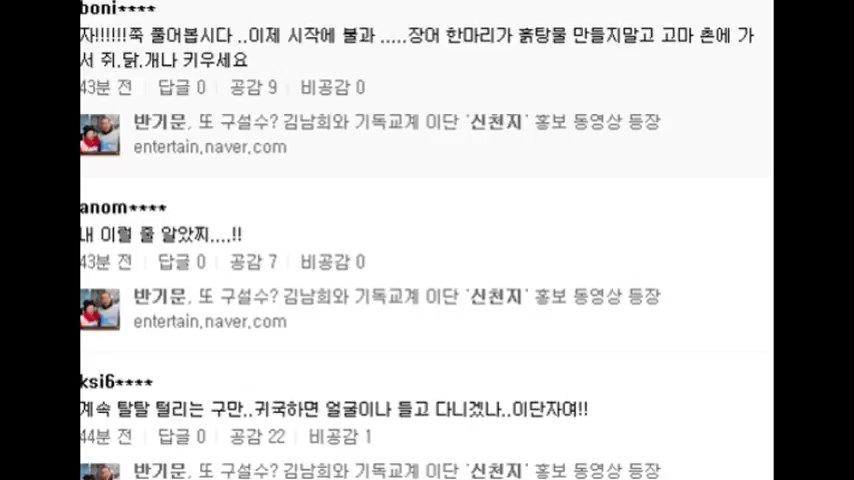 boni****
자!!!!!!쭉 풀어봅시다 ..이제 시작에 불과 .....장어 한마리가 흙탕물 만들지말고 고마 촌에 가
서 쥐.닭.개나 키우세요
43분 전 답글 0 공감 9 비공감 0
반기문, 또 구설수? 김남희와 기독교계 이단 '신천지' 홍보 동영상 등장
entertain.naver.com
anom****
내 이럴 줄 알았찌....!!
43분 전 답글 0 공감 7 비공감 0
반기문, 또 구설수? 김남희와 기독교계 이단 '신천지' 홍보 동영상 등장
entertain.naver.com
ksi6****
계속 탈탈 털리는 구만..귀국하면 얼굴이나 들고 다니겠나..이단자여!!
44분 전 답글 0 공감 22 비공감 1
반기문, 또 구설수? 김남희와 기독교계 이단 '신천지' 홍보 동영상 등장